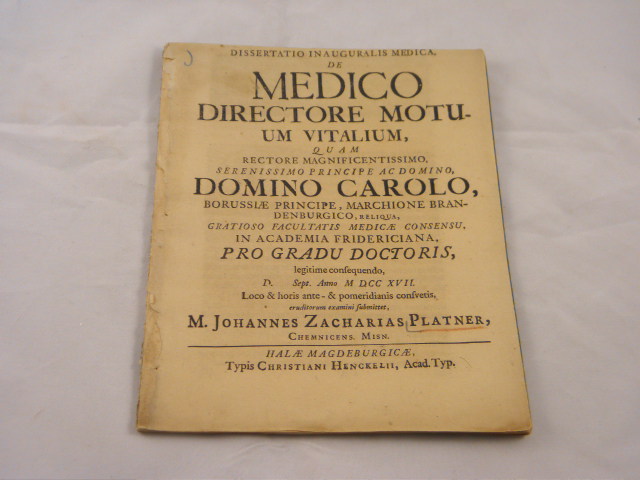 DISSERTATIO INAUGURALIS MEDICA,
DE
MEDICO
DIRECTORE MOTU-
UM VITALIUM,
QUAM
RECTORE MAGNIFICENTISSIMO,
SERENISSIMO PRINCIPE AC DOMINO,
DOMINO CAROLO,
BORUSSIÆ PRINCIPE, MARCHIONE BRAN-
DENBURGICO, RELIQUA,
GRATIOSO FACULTATIS MEDICÆ CONSENSU,
IN ACADEMIA FRIDERICIANA,
PRO GRADU DOCTORIS,
legitime consequendo,
D. Sept. Anno M DCC XVII.
Loco & horis ante- & pomeridianis consvetis,
eruditorum examini submittet,
M. JOHANNES ZACHARIAS PLATNER,
CHEMNICENS. MISN.
HALÆ MAGDEBURGICÆ,
Typis CHRISTIANI HENCKELII, Acad. Typ.